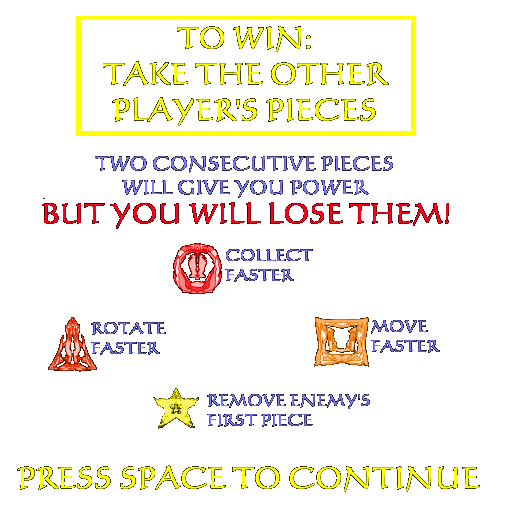 TO WIN:
TAKE THE OTHER
PLAYER'S PIECES
TWO CONSECUTIVE PIECES
WILL GIVE YOU POWER
BUT YOU WILL LOSE THEM!
COLLECT
FASTER
ROTATE
FASTER
MOVE
FASTER
REMOVE ENEMY'S
FIRST PIECE
PRESS SPACE TO CONTINUE